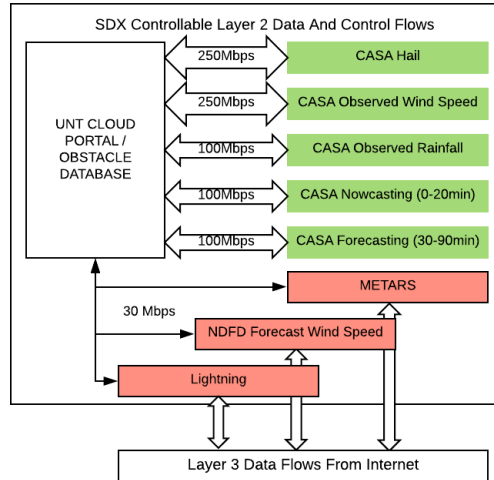 SDX Controllable Layer 2 Data And Control Flows
250Mbps
CASA Hail
250Mbps
CASA Observed Wind Speed
UNT CLOUD
PORTAL /
OBSTACLE
DATABASE
100Mbps
CASA Observed Rainfall
100Mbps
CASA Nowcasting (0-20min)
100Mbps
CASA Forecasting (30-90min)
METARS
30 Mbps
NDFD Forecast Wind Speed
Lightning
Layer 3 Data Flows From Internet